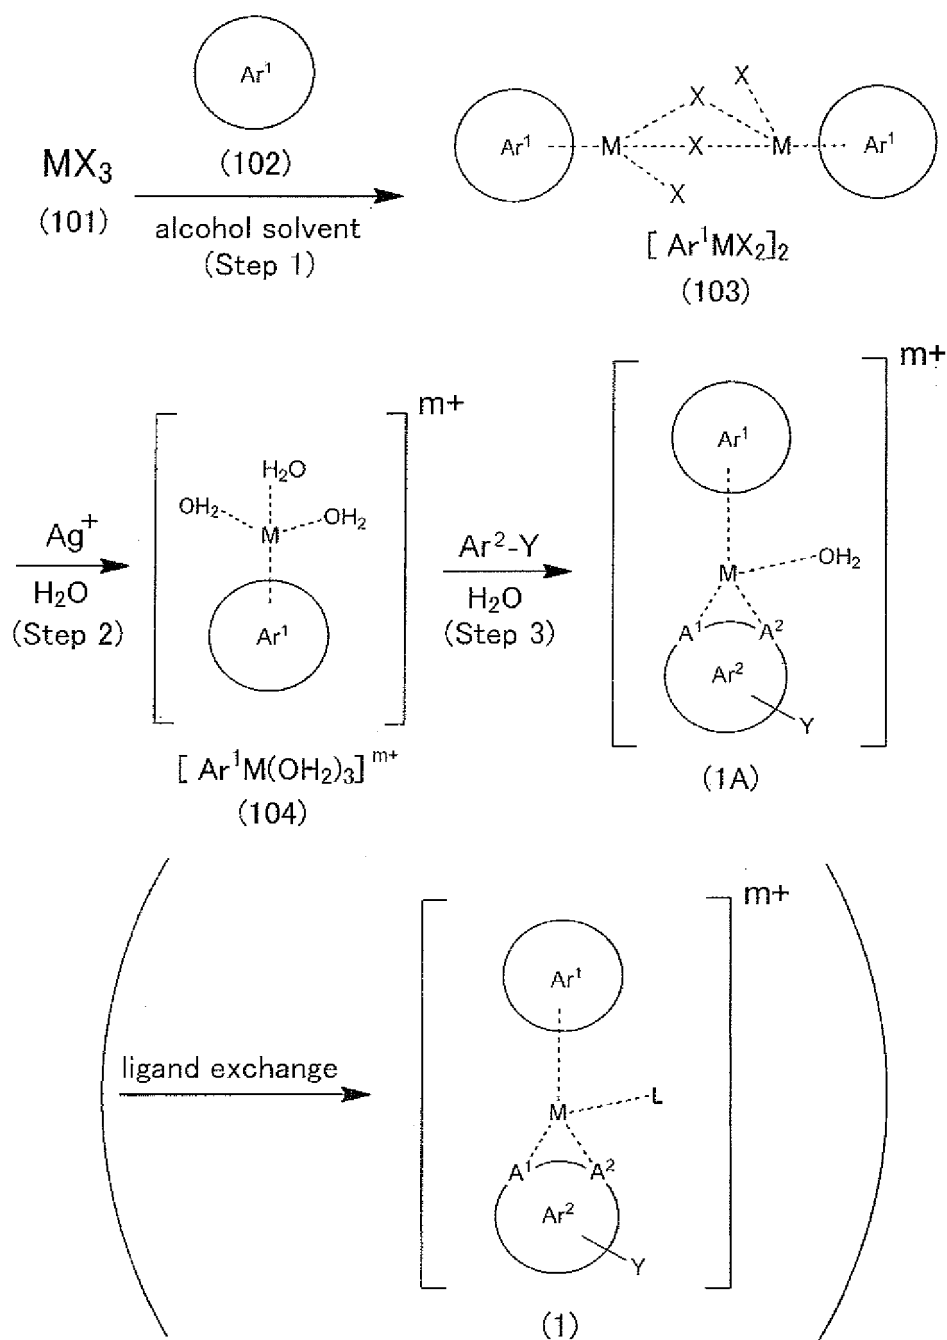 Ar¹
MX₃
(101)
(102)
alcohol solvent
(Step 1)
Ar¹ M X X X X M Ar¹
[ Ar¹MX₂]₂
(103)
Ag⁺
H₂O
(Step 2)
m+
H₂O
OH₂ OH₂
M
Ar¹
[ Ar¹M(OH₂)₃]ᵐ⁺
(104)
Ar²-Y
H₂O
(Step 3)
m+
Ar¹
M OH₂
A¹ A²
Ar²
Y
(1A)
ligand exchange
m+
Ar¹
M L
A¹ A²
Ar²
Y
(1)